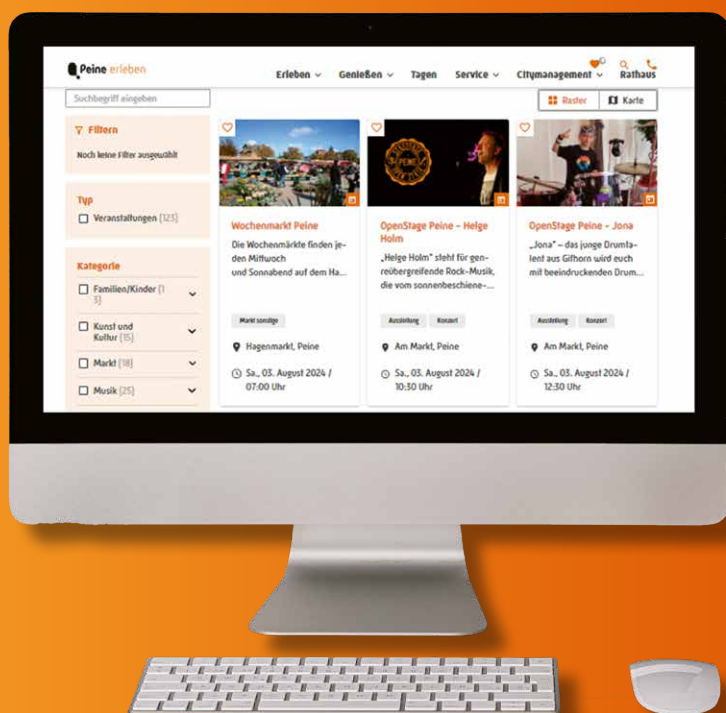 Peine erleben
Erleben
Genießen
Tagen
Service
Citymanagement
Rathaus
Suchbegriff eingeben
Raster
Karte
Filtern
Noch keine Filter ausgewählt
Typ
Veranstaltungen (123)
Kategorie
Familien/Kinder (1
3)
Kunst und
Kultur (15)
Markt (18)
Musik (25)
Wochenmarkt Peine
Die Wochenmärkte finden je-
den Mittwoch
und Sonnabend auf dem Ha...
Markt sonstige
Hagenmarkt, Peine
Sa., 03. August 2024 /
07:00 Uhr
PEINE
OpenStage Peine - Helge
Holm
„Helge Holm" steht für gen-
reübergreifende Rock-Musik,
die vom sonnenbeschiene-...
Ausstellung
Konzert
Am Markt, Peine
Sa., 03. August 2024 /
10:30 Uhr
OpenStage Peine - Jona
„Jona" – das junge Drumta-
lent aus Gifhorn wird euch
mit beeindruckenden Drum...
Ausstellung
Konzert
Am Markt, Peine
Sa., 03. August 2024 /
12:30 Uhr